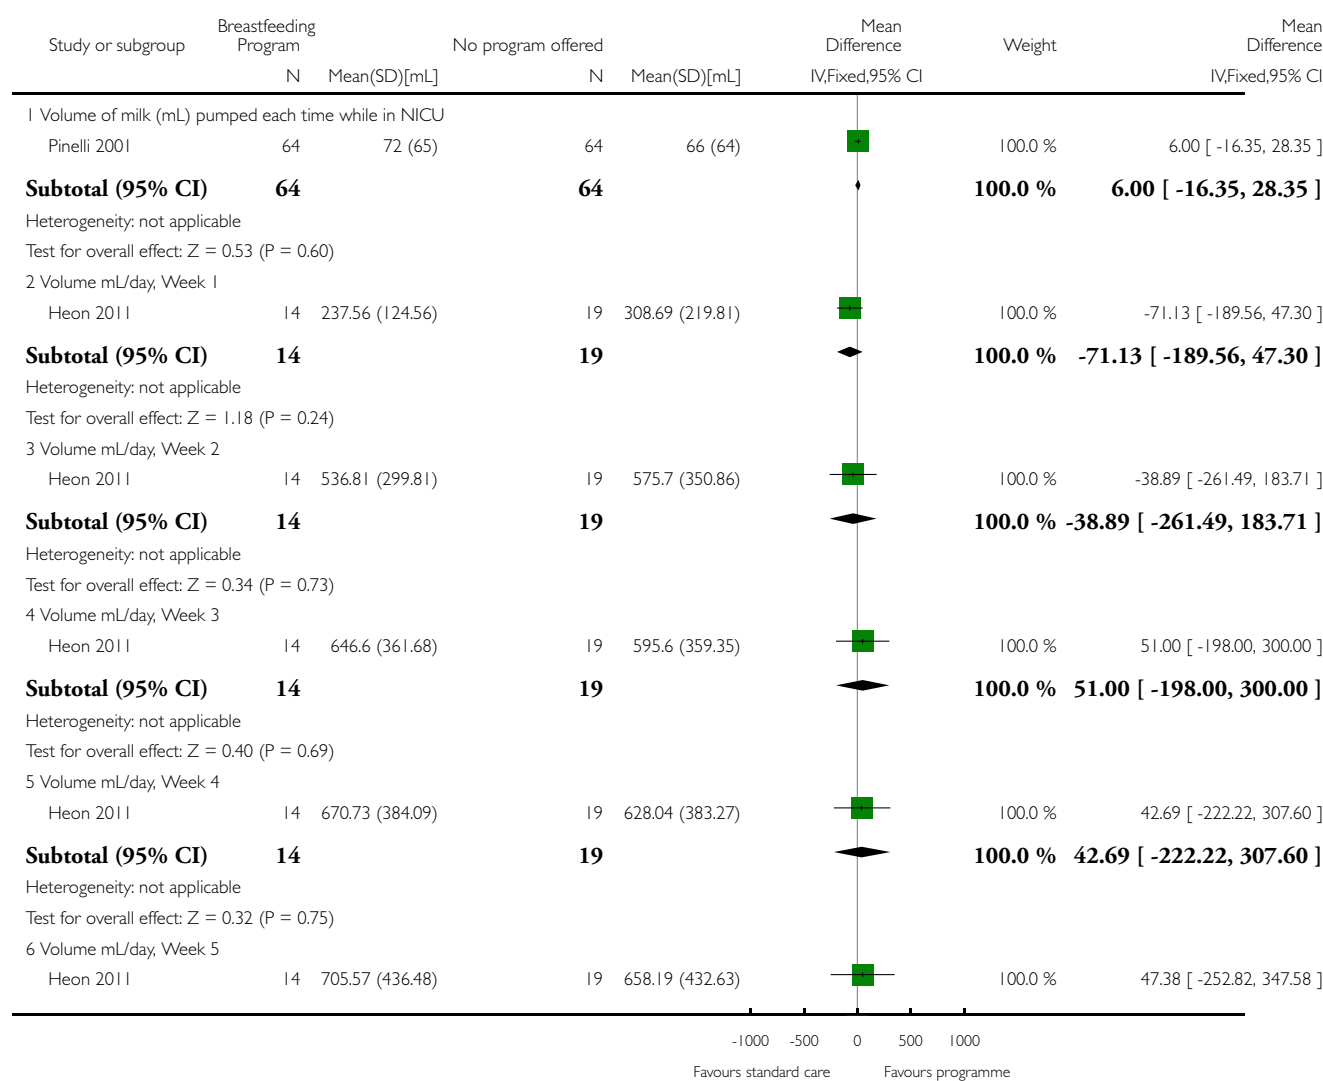 Study or subgroup Breastfeeding Program No program offered Mean Difference Weight Mean Difference
N Mean(SD)[mL] N Mean(SD)[mL] IV,Fixed,95% CI IV,Fixed,95% CI
1 Volume of milk (mL) pumped each time while in NICU
Pinelli 2001 64 72 (65) 64 66 (64) 100.0 % 6.00 [ -16.35, 28.35 ]
Subtotal (95% CI) 64 64 100.0 % 6.00 [ -16.35, 28.35 ]
Heterogeneity: not applicable
Test for overall effect: Z = 0.53 (P = 0.60)
2 Volume mL/day, Week 1
Heon 2011 14 237.56 (124.56) 19 308.69 (219.81) 100.0 % -71.13 [ -189.56, 47.30 ]
Subtotal (95% CI) 14 19 100.0 % -71.13 [ -189.56, 47.30 ]
Heterogeneity: not applicable
Test for overall effect: Z = 1.18 (P = 0.24)
3 Volume mL/day, Week 2
Heon 2011 14 536.81 (299.81) 19 575.7 (350.86) 100.0 % -38.89 [ -261.49, 183.71 ]
Subtotal (95% CI) 14 19 100.0 % -38.89 [ -261.49, 183.71 ]
Heterogeneity: not applicable
Test for overall effect: Z = 0.34 (P = 0.73)
4 Volume mL/day, Week 3
Heon 2011 14 646.6 (361.68) 19 595.6 (359.35) 100.0 % 51.00 [ -198.00, 300.00 ]
Subtotal (95% CI) 14 19 100.0 % 51.00 [ -198.00, 300.00 ]
Heterogeneity: not applicable
Test for overall effect: Z = 0.40 (P = 0.69)
5 Volume mL/day, Week 4
Heon 2011 14 670.73 (384.09) 19 628.04 (383.27) 100.0 % 42.69 [ -222.22, 307.60 ]
Subtotal (95% CI) 14 19 100.0 % 42.69 [ -222.22, 307.60 ]
Heterogeneity: not applicable
Test for overall effect: Z = 0.32 (P = 0.75)
6 Volume mL/day, Week 5
Heon 2011 14 705.57 (436.48) 19 658.19 (432.63) 100.0 % 47.38 [ -252.82, 347.58 ]
-1000 -500 0 500 1000
Favours standard care Favours programme